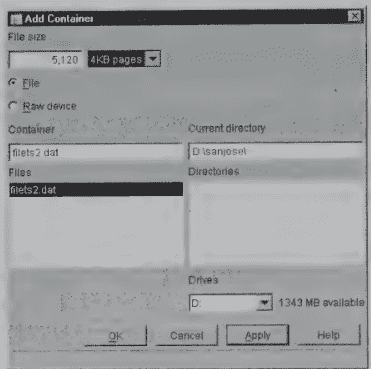 Add Container
File size
5,120 4KB pages
File
Raw device
Container Current directory
filets2.dat D:\sanjose\
Files Directories
filets2.dat
Drives
D: 1343 MB available
OK Cancel Apply Help